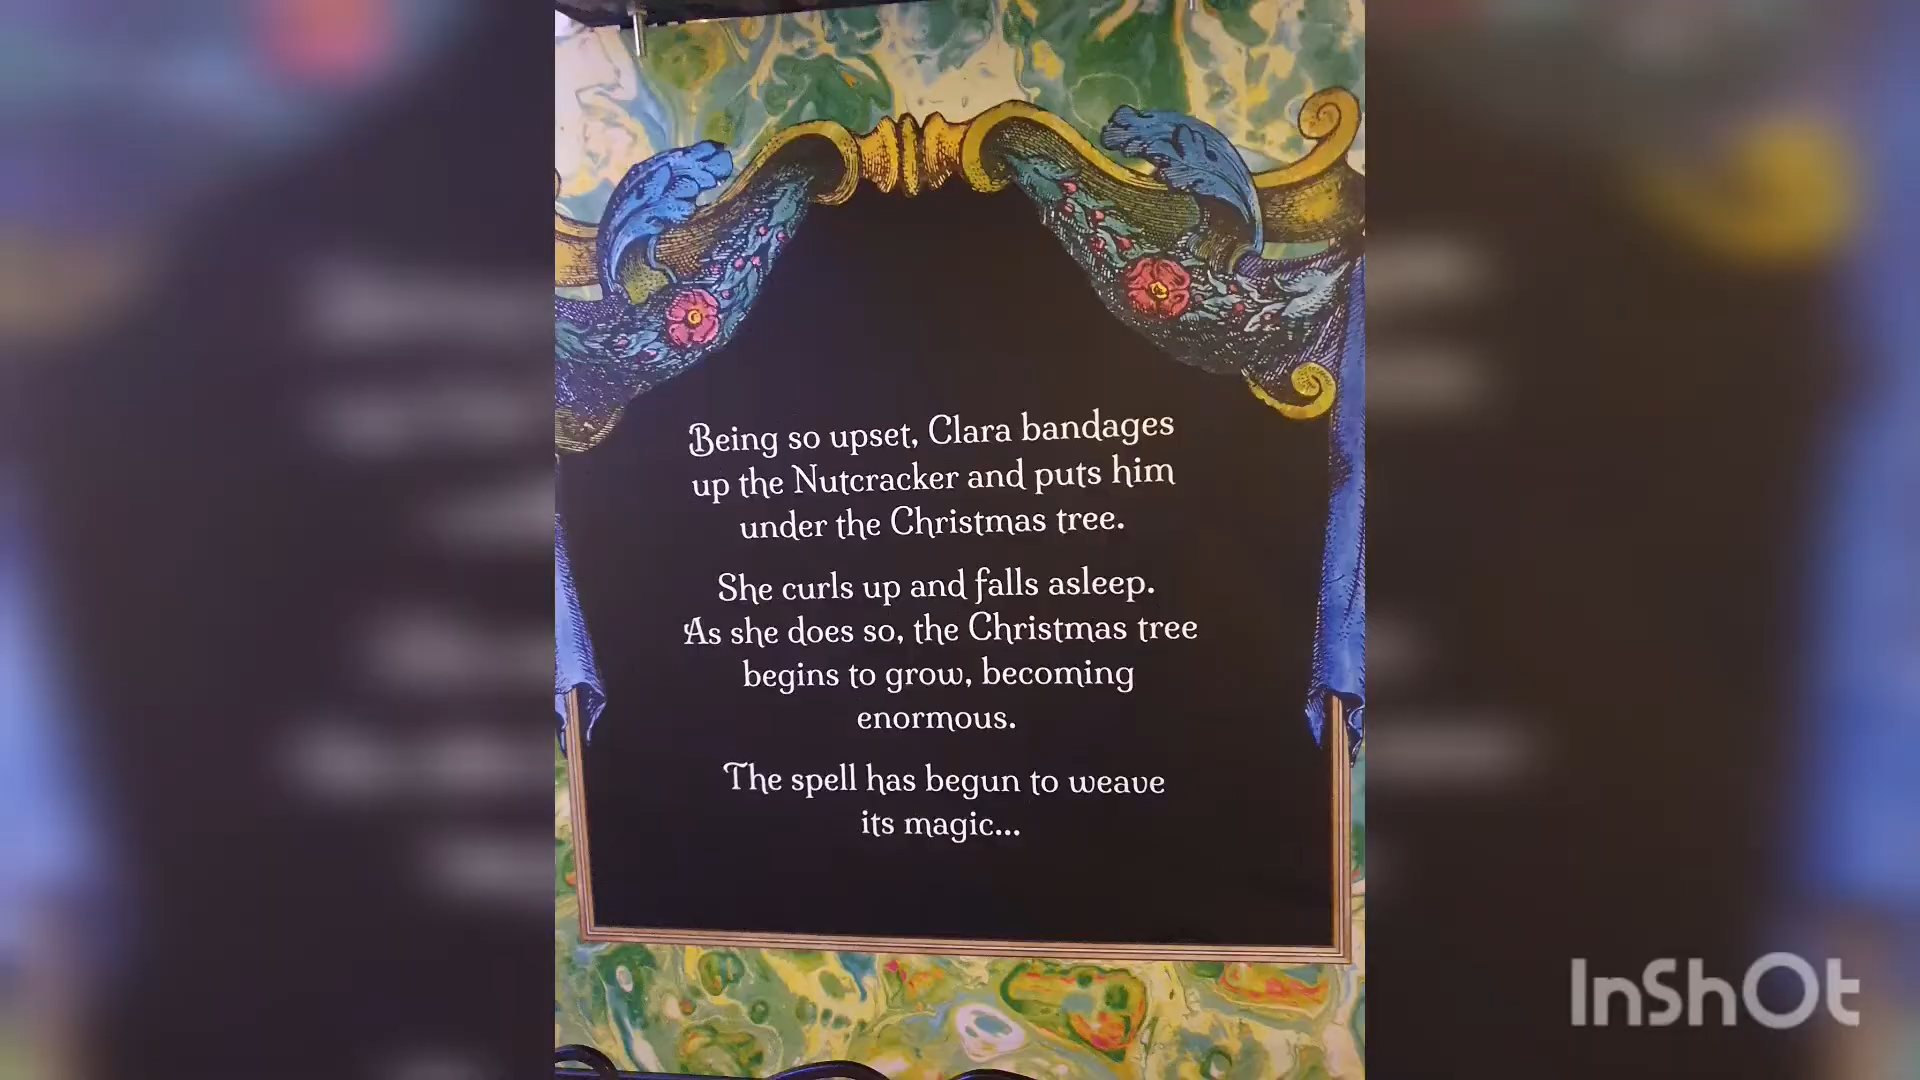 Being so upset, Clara bandages
up the Nutcracker and puts him
under the Christmas tree.
She curls up and falls asleep.
As she does so, the Christmas tree
begins to grow, becoming
enormous.
The spell has begun to weave
its magic...
InShOt